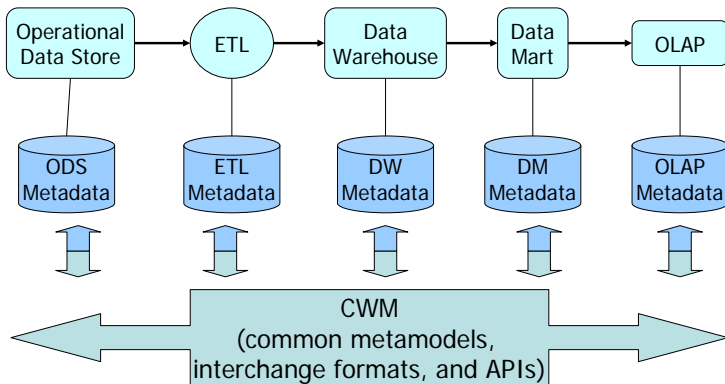 Operational
Data Store
ETL
Data
Warehouse
Data
Mart
OLAP
ODS
Metadata
ETL
Metadata
DW
Metadata
DM
Metadata
OLAP
Metadata
CWM
(common metamodels,
interchange formats, and APIs)